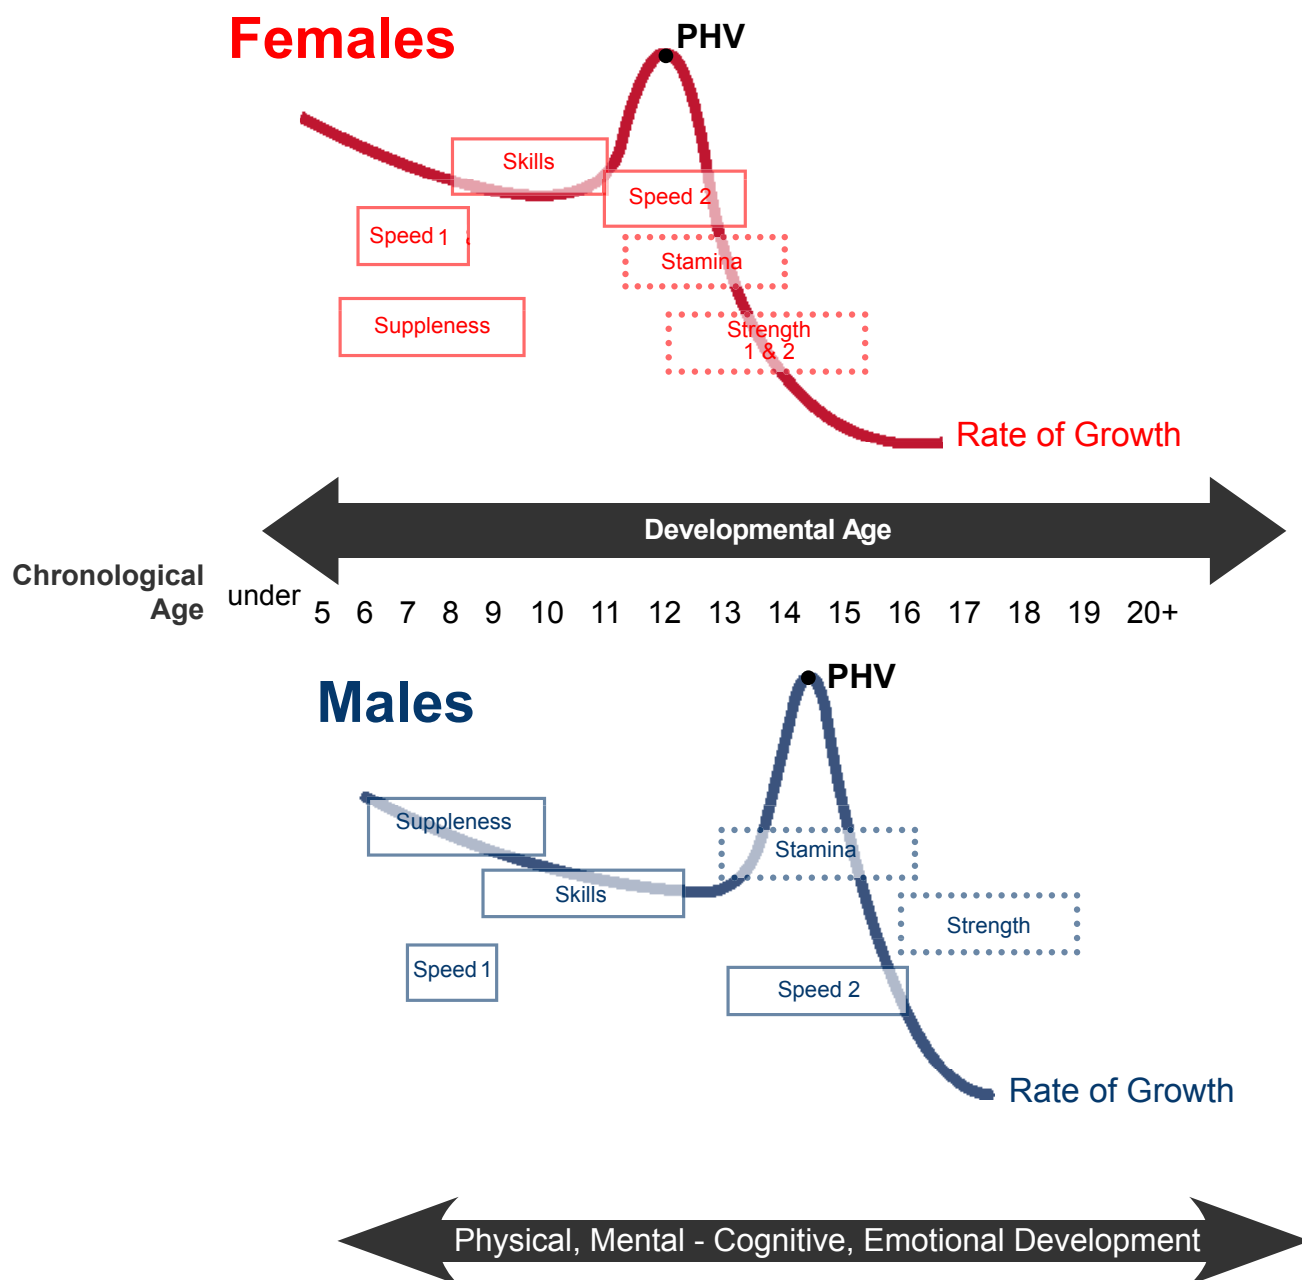 Females
PHV
Skills
Speed 2
Speed 1
Stamina
Suppleness
Strength
1 & 2
Rate of Growth
Developmental Age
Chronological
Age
under 5 6 7 8 9 10 11 12 13 14 15 16 17 18 19 20+
PHV
Males
Suppleness
Stamina
Skills
Strength
Speed 1
Speed 2
Rate of Growth
Physical, Mental - Cognitive, Emotional Development